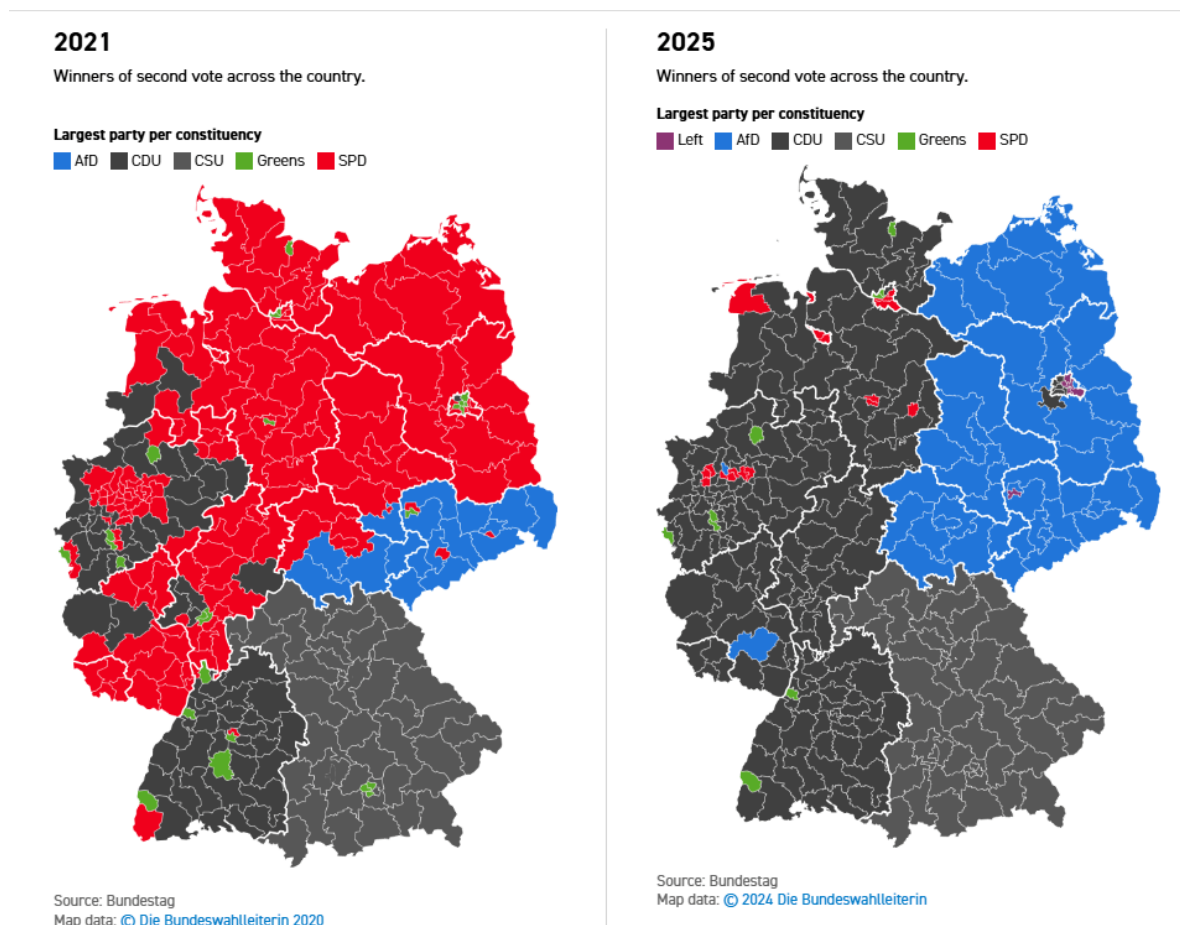 2021
Winners of second vote across the country.
Largest party per constituency
AfD CDU CSU Greens SPD
Source: Bundestag
Map data: © Die Bundeswahlleiterin 2020
2025
Winners of second vote across the country.
Largest party per constituency
Left AfD CDU CSU Greens SPD
Source: Bundestag
Map data: © 2024 Die Bundeswahlleiterin